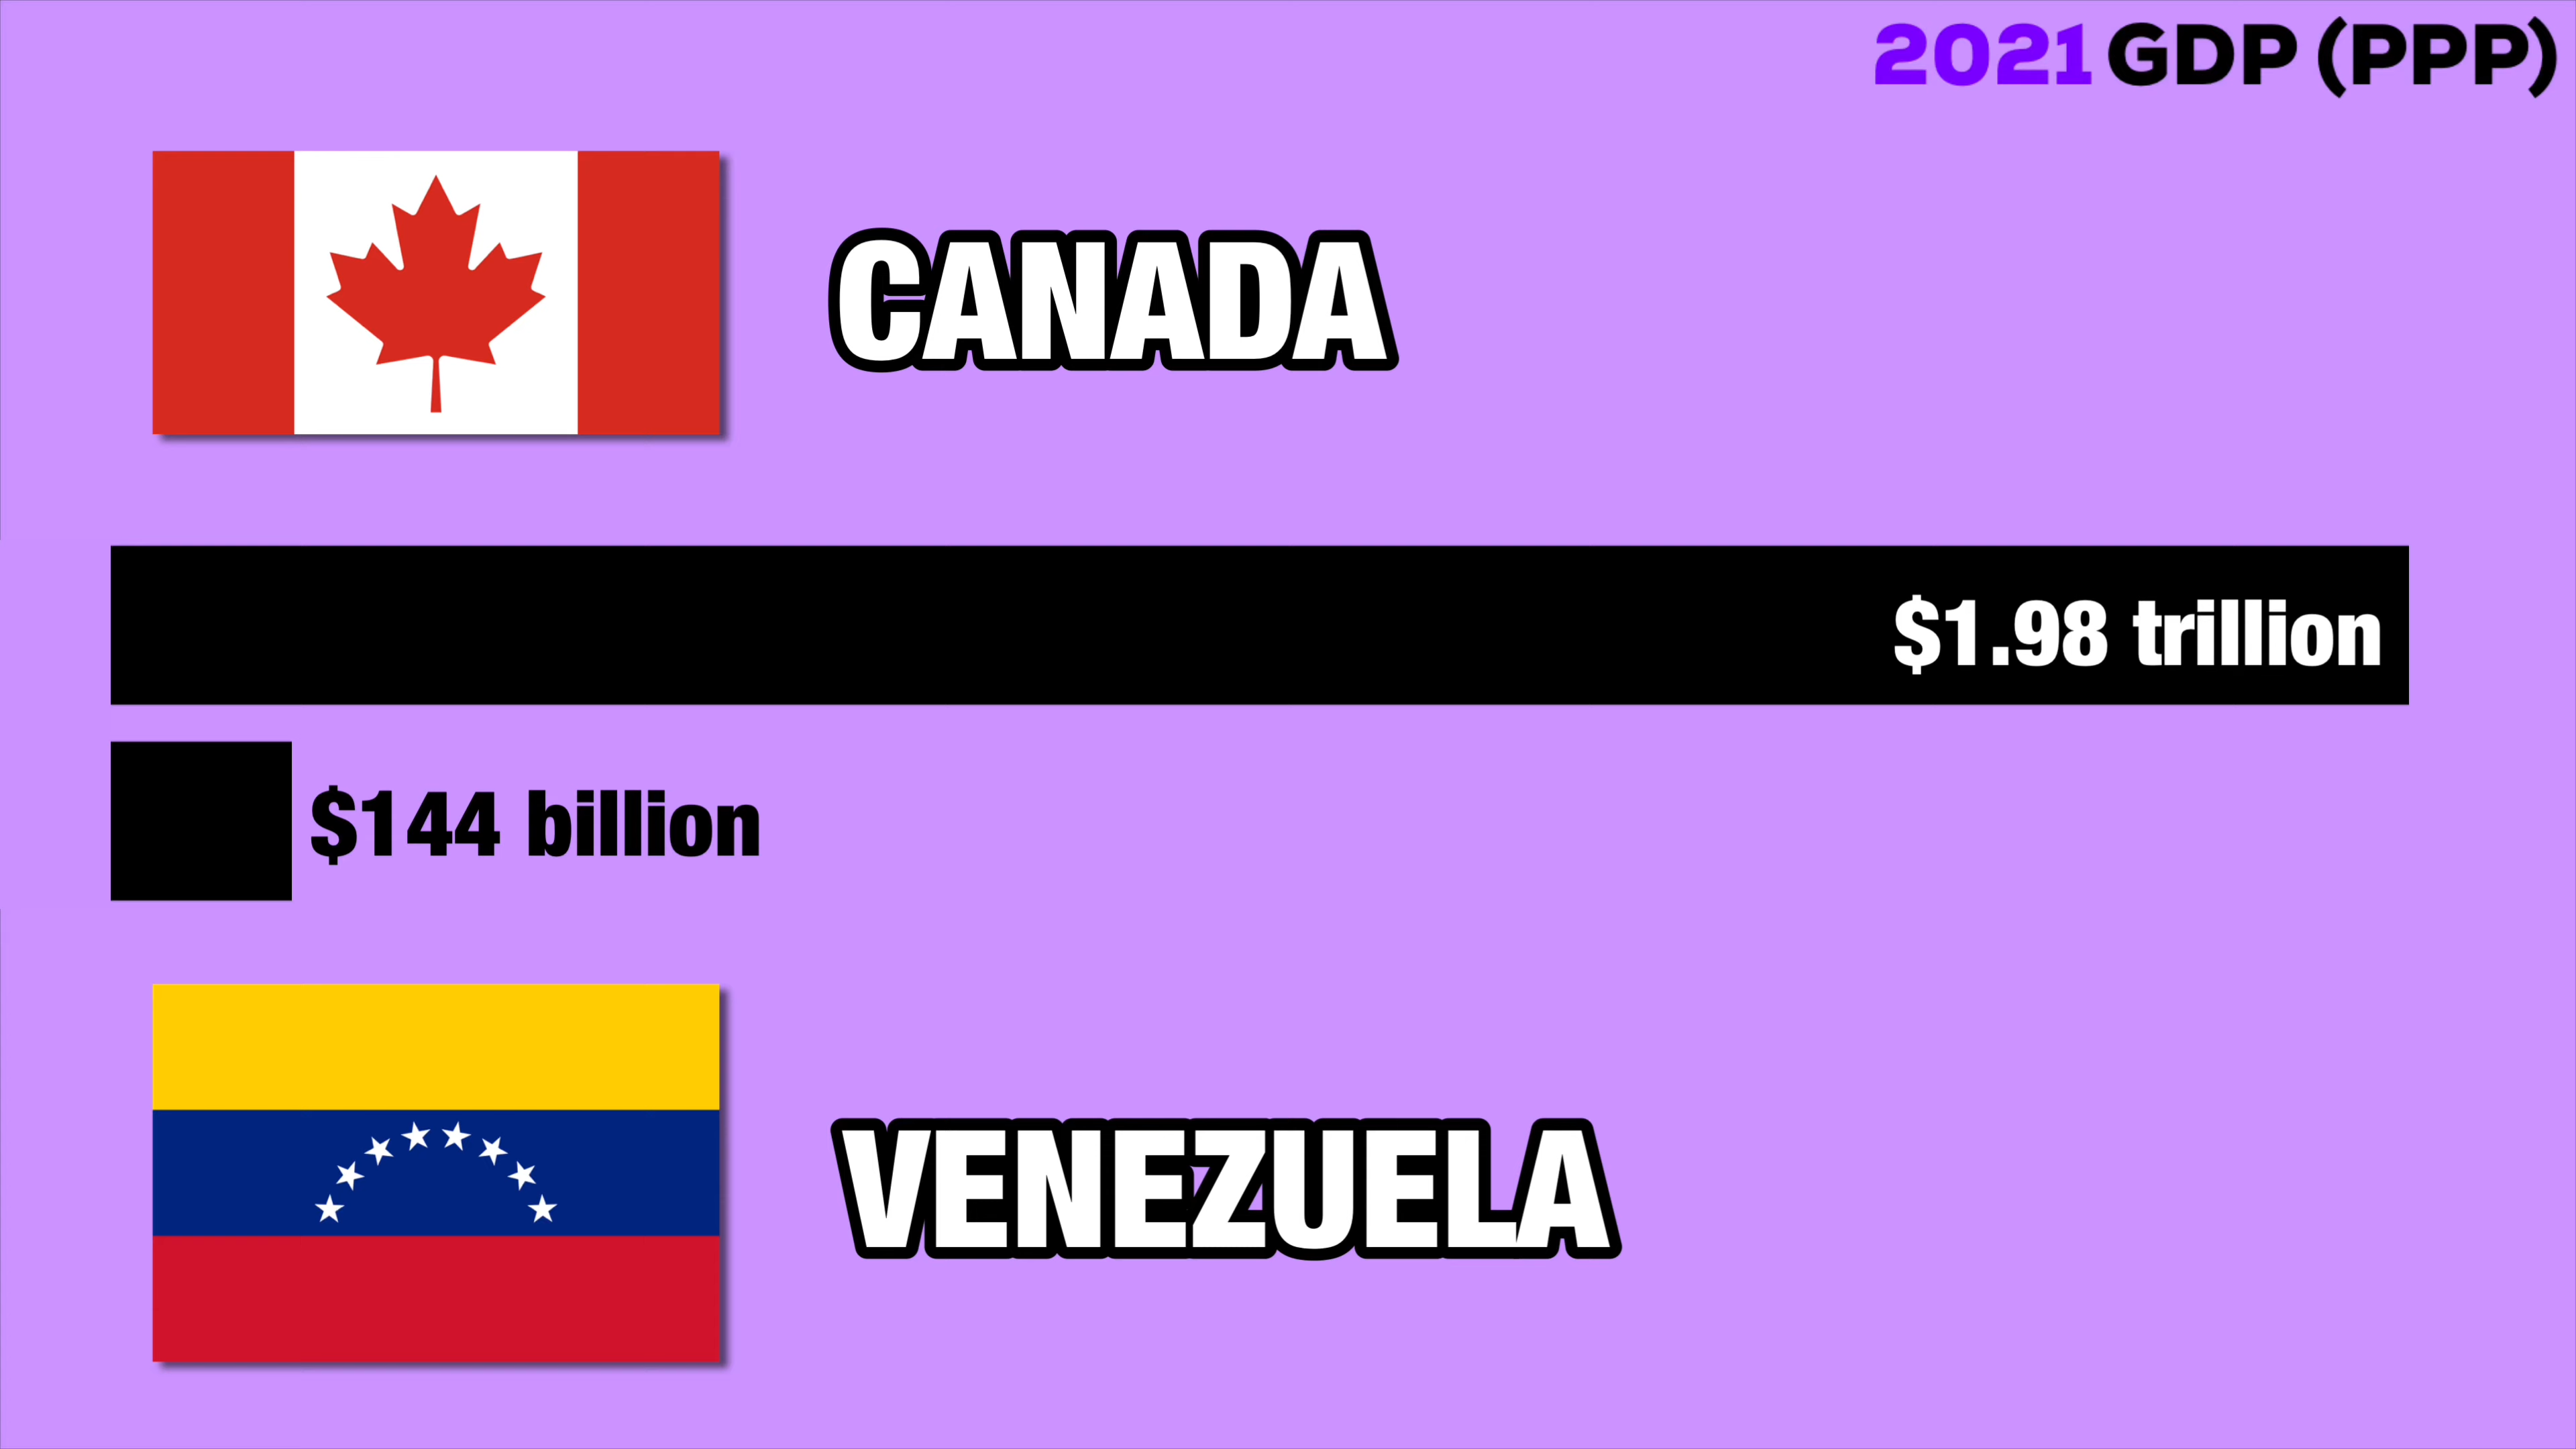 2021 GDP (PPP)
CANADA
$1.98 trillion
$144 billion
VENEZUELA